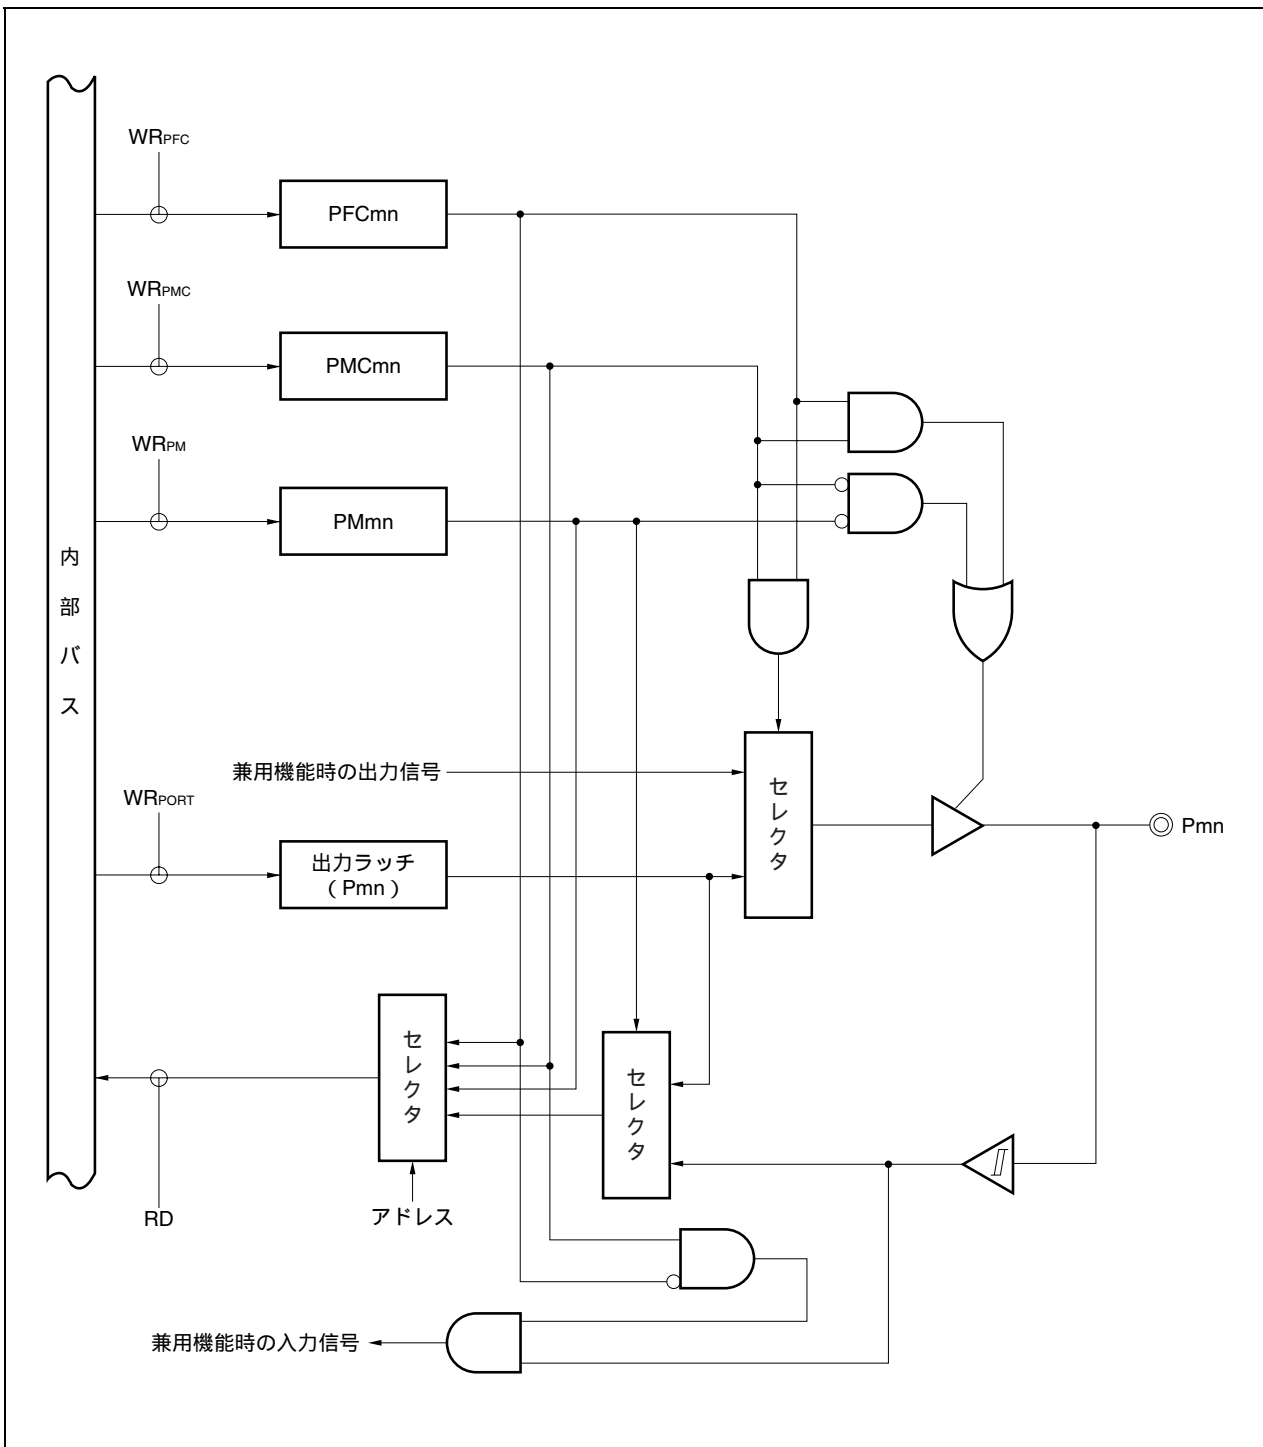 WRPFC
PFCmn
WRPMC
PMCmn
WRPM
PMmn
内部バス
兼用機能時の出力信号
セレクタ
WRPORT
出力ラッチ
（Pmn）
Pmn
セレクタ
セレクタ
RD
アドレス
兼用機能時の入力信号